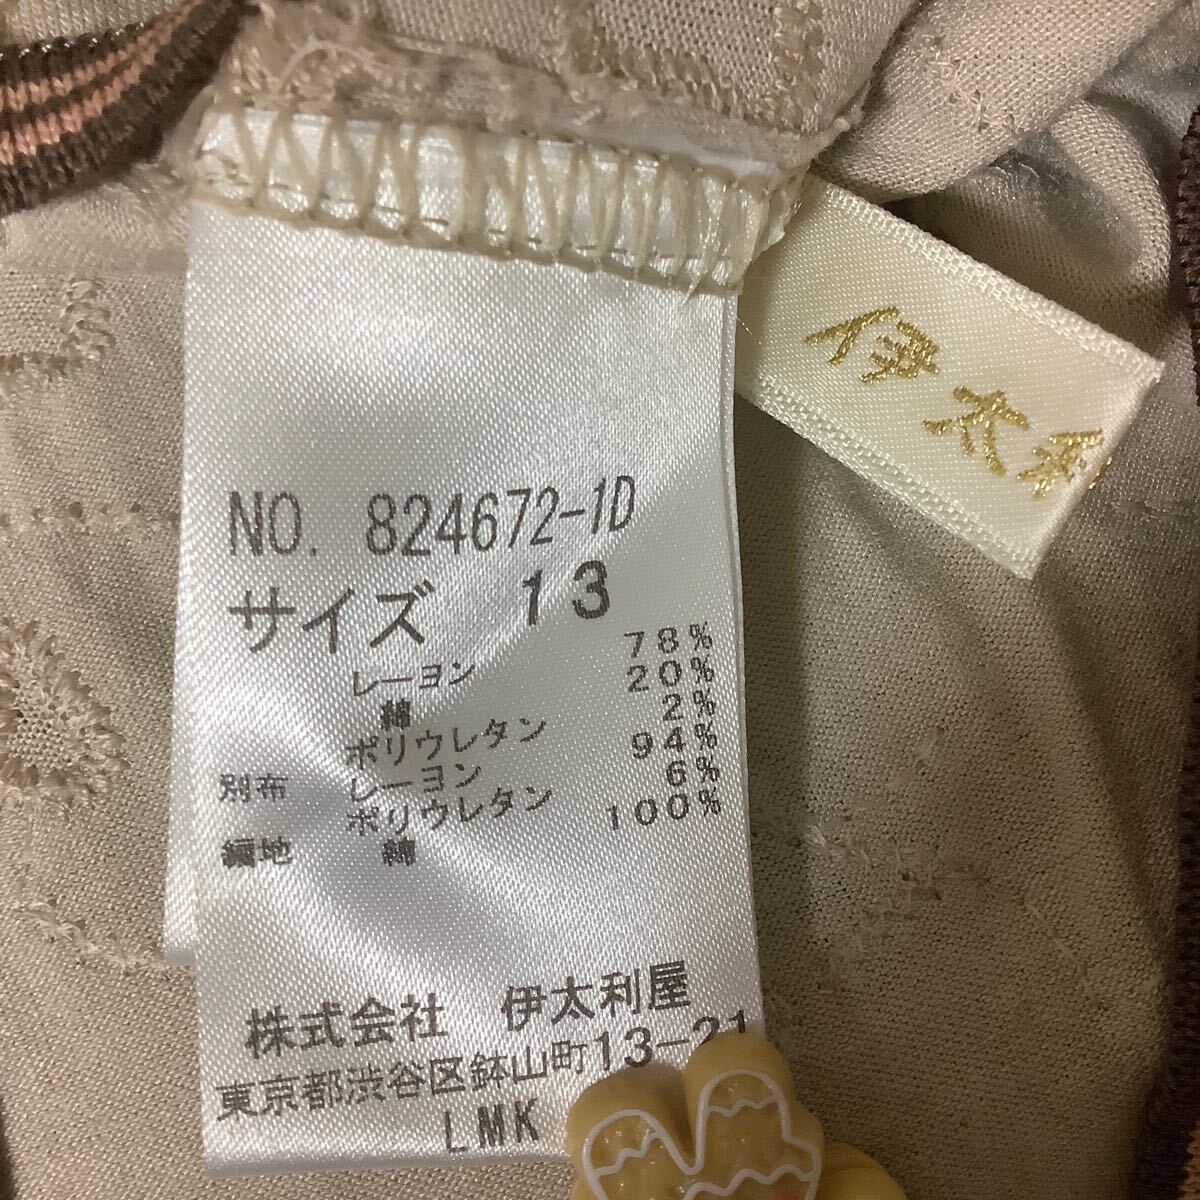 伊太利
NO. 824672-1D
サイズ 13
レーヨン 78%
綿 20%
ポリウレタン 2%
別布 レーヨン 94%
ポリウレタン 6%
編地 綿 100%
株式会社 伊太利屋
東京都渋谷区鉢山町13-21
LMK